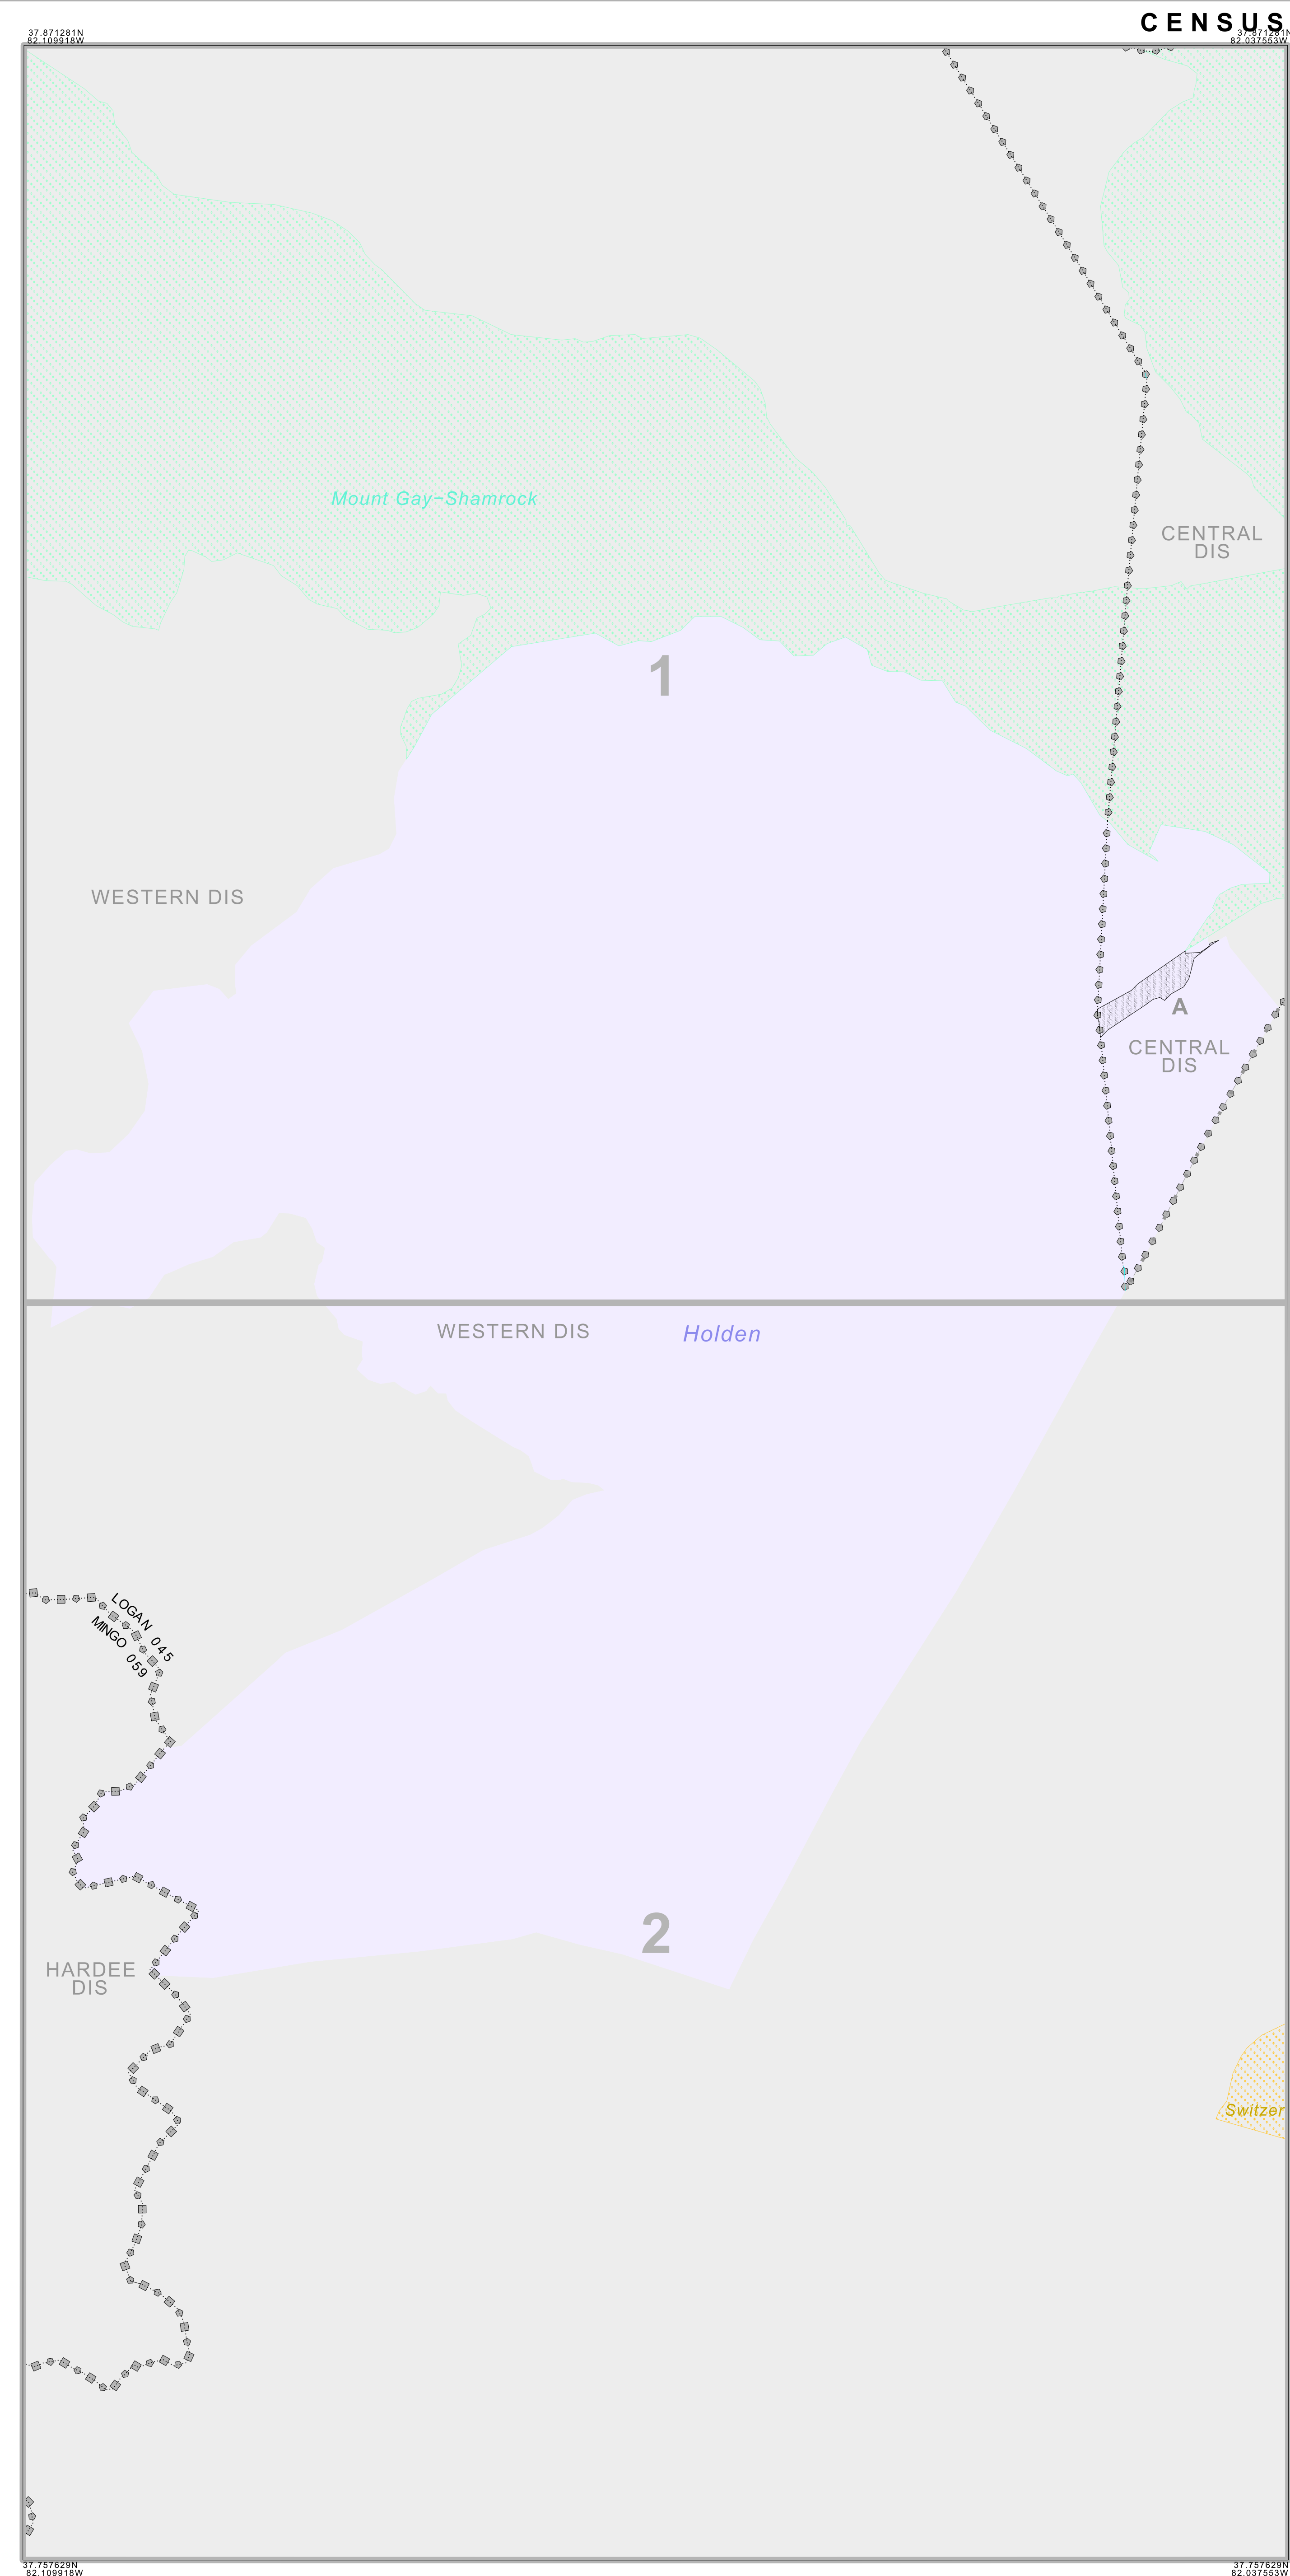 CENSUS
37.871281N
82.109918W
37.871281N
82.037553W
Mount Gay-Shamrock
CENTRAL
DIS
1
WESTERN DIS
A
CENTRAL
DIS
WESTERN DIS
Holden
LOGAN 045
MINGO 059
2
HARDEE
DIS
Switzer
37.757629N
82.109918W
37.757629N
82.037553W